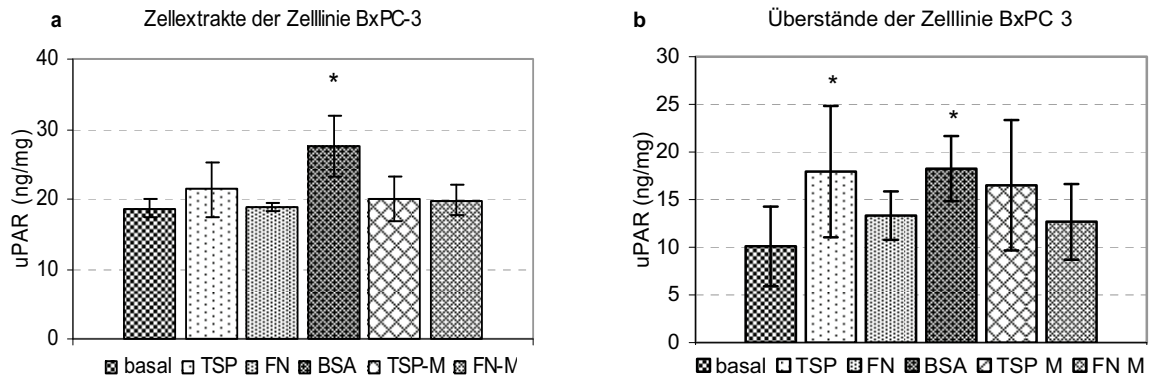 a Zellextrakte der Zelllinie BxPC-3
uPAR (ng/mg)
40
30
20
10
0
*
basal TSP FN BSA TSP-M FN-M
b Überstände der Zelllinie BxPC 3
uPAR (ng/mg)
30
25
20
15
10
5
0
*
*
basal TSP FN BSA TSP M FN M